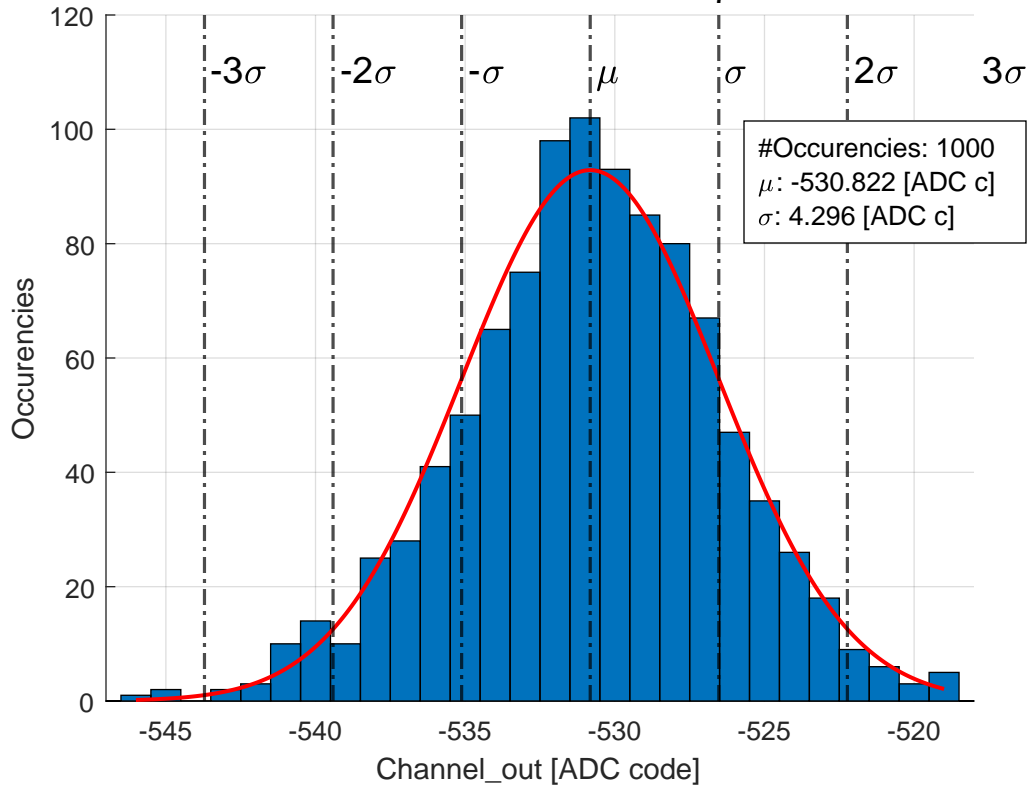 120
100
80
60
40
20
0
Occurencies
-3σ -2σ -σ μ σ 2σ 3σ
#Occurencies: 1000
μ: -530.822 [ADC c]
σ: 4.296 [ADC c]
-545 -540 -535 -530 -525 -520
Channel_out [ADC code]